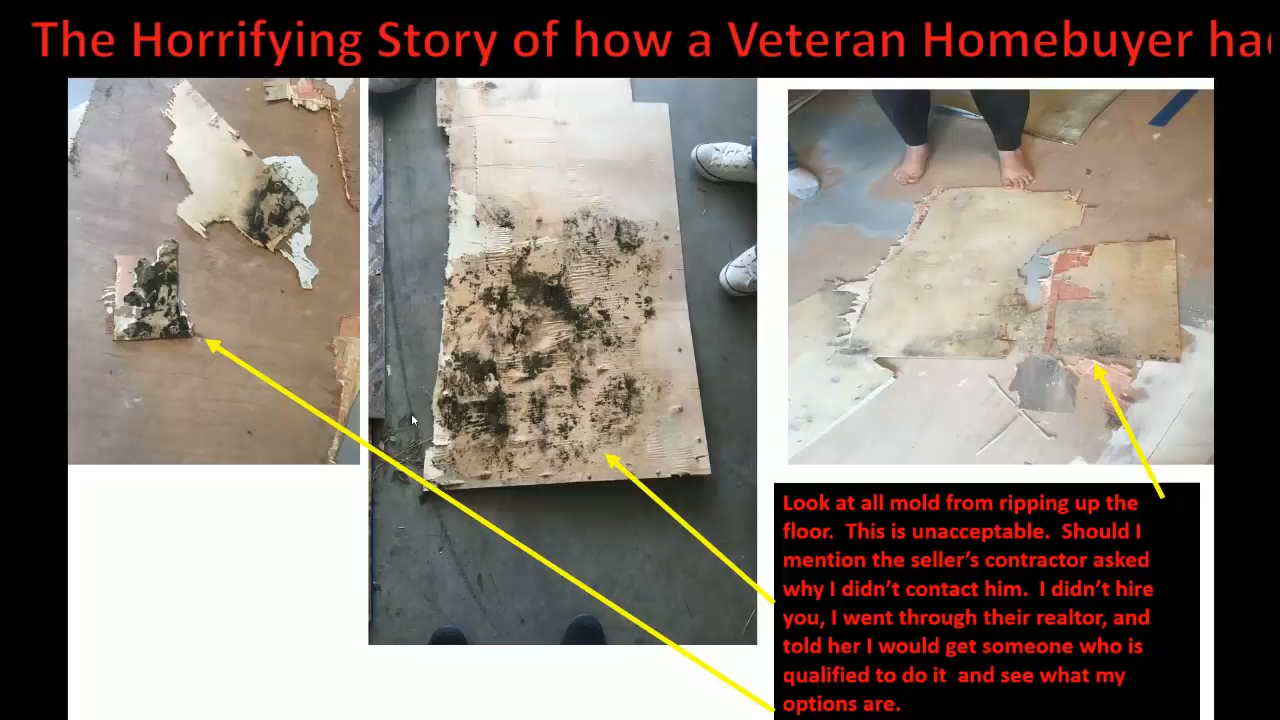 The Horrifying Story of how a Veteran Homebuyer
Look at all mold from ripping up the
floor.  This is unacceptable.  Should I
mention the seller’s contractor asked
why I didn’t contact him.  I didn’t hire
you, I went through their realtor, and
told her I would get someone who is
qualified to do it  and see what my
options are.